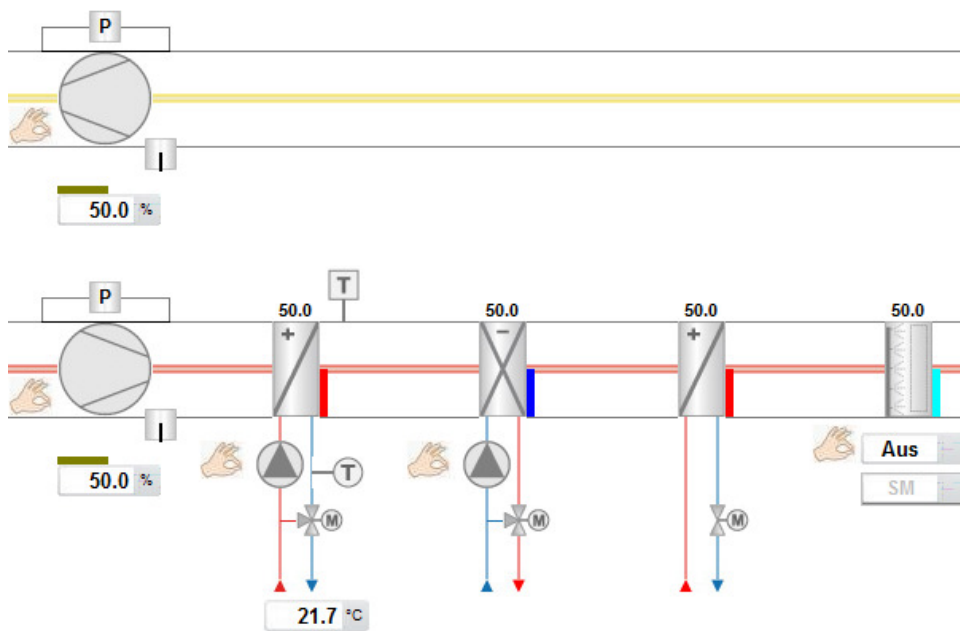 P
I
50.0 %
P
T
50.0 50.0 50.0 50.0
+ − +
I
50.0 %
T
Aus
SM
M M M
21.7 °C